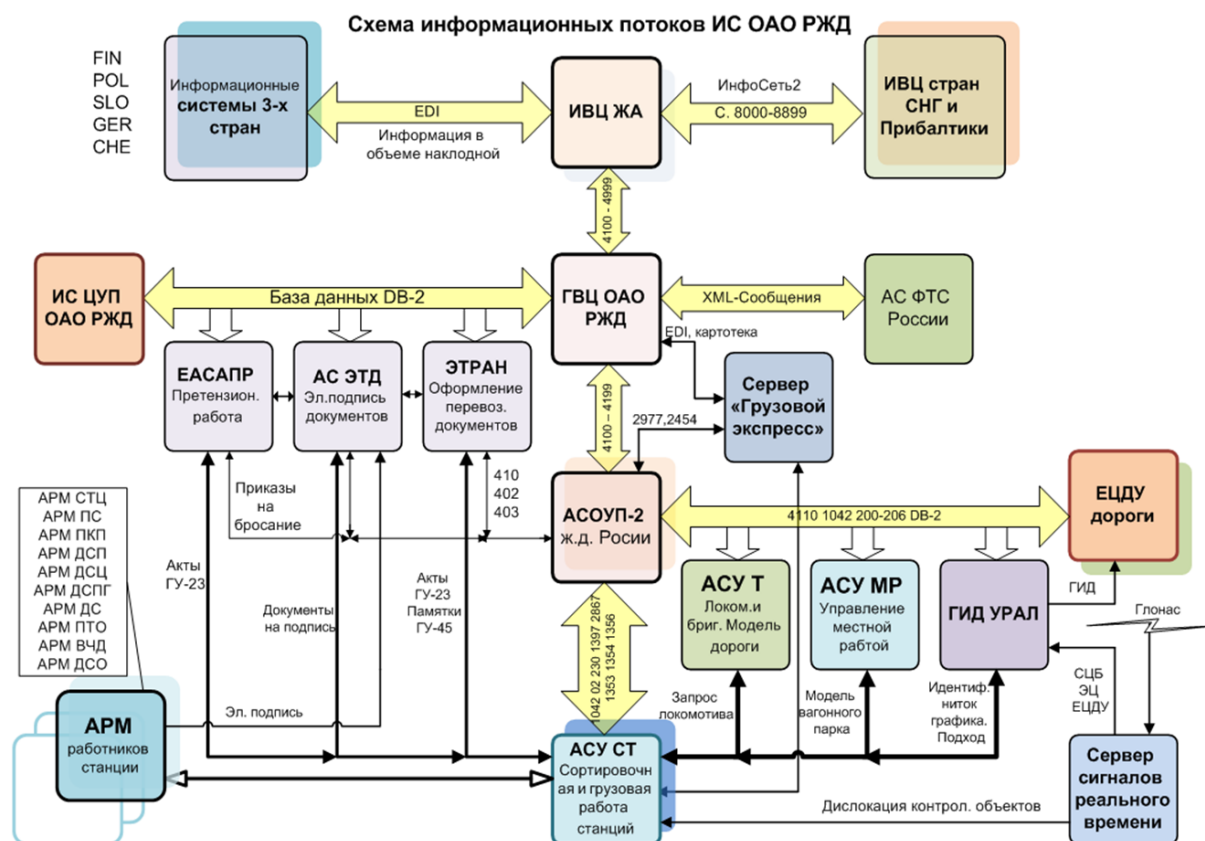 Схема информационных потоков ИС ОАО РЖД
FIN
POL
SLO
GER
CHE
Информационные
системы 3-х
стран
EDI
Информация в
объеме наклодной
ИВЦ ЖА
ИнфоСеть2
С. 8000-8899
ИВЦ стран
СНГ и
Прибалтики
4100 - 4999
ИС ЦУП
ОАО РЖД
База данных DB-2
ГВЦ ОАО
РЖД
XML-Сообщения
АС ФТС
России
EDI, картотека
ЕАСАПР
Претензион.
работа
АС ЭТД
Эл.подпись
документов
ЭТРАН
Оформление
перевоз.
документов
Сервер
«Грузовой
экспресс»
4100 – 4199
2977,2454
Приказы
на
бросание
410
402
403
АСОУП-2
ж.д. Росии
4110 1042 200-206 DB-2
ЕЦДУ
дороги
АРМ СТЦ
АРМ ПС
АРМ ПКП
АРМ ДСП
АРМ ДСЦ
АРМ ДСПГ
АРМ ДС
АРМ ПТО
АРМ ВЧД
АРМ ДСО
Акты
ГУ-23
Документы
на подпись
Акты
ГУ-23
Памятки
ГУ-45
1042 02 230 1397 2867
1353 1354 1356
АСУ Т
Локом.и
бриг. Модель
дороги
АСУ МР
Управление
местной
рабтой
ГИД УРАЛ
ГИД
Глонас
СЦБ
ЭЦ
ЕЦДУ
Запрос
локомотива
Модель
вагонного
парка
Идентиф.
ниток
графика.
Подход
АРМ
работников
станции
Эл. подпись
АСУ СТ
Сортировочн
ая и грузовая
работа
станций
Дислокация контрол. объектов
Сервер
сигналов
реального
времени